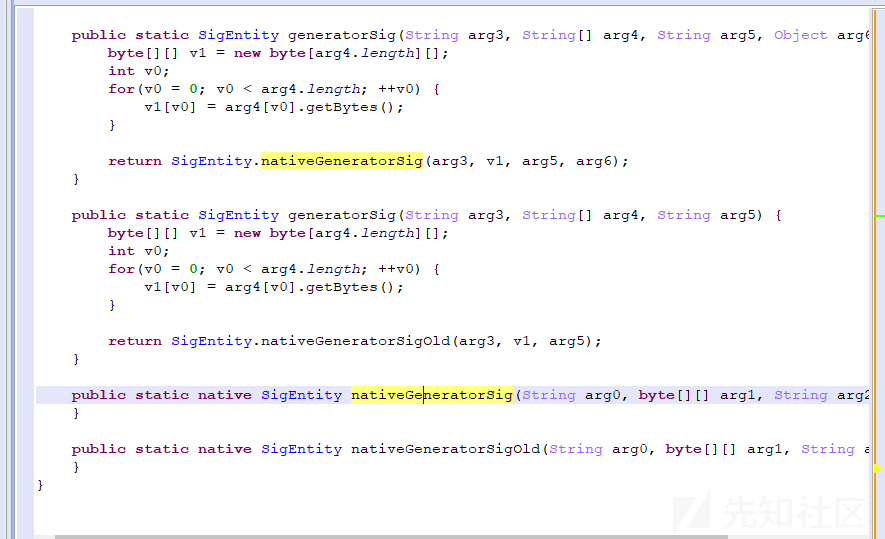 public static SigEntity generatorSig(String arg3, String[] arg4, String arg5, Object arg6
byte[][] v1 = new byte[arg4.length][];
int v0;
for(v0 = 0; v0 < arg4.length; ++v0) {
v1[v0] = arg4[v0].getBytes();
}
return SigEntity.nativeGeneratorSig(arg3, v1, arg5, arg6);
}
public static SigEntity generatorSig(String arg3, String[] arg4, String arg5) {
byte[][] v1 = new byte[arg4.length][];
int v0;
for(v0 = 0; v0 < arg4.length; ++v0) {
v1[v0] = arg4[v0].getBytes();
}
return SigEntity.nativeGeneratorSigOld(arg3, v1, arg5);
}
public static native SigEntity nativeGeneratorSig(String arg0, byte[][] arg1, String arg2
}
public static native SigEntity nativeGeneratorSigOld(String arg0, byte[][] arg1, String a
}
}
先知社区